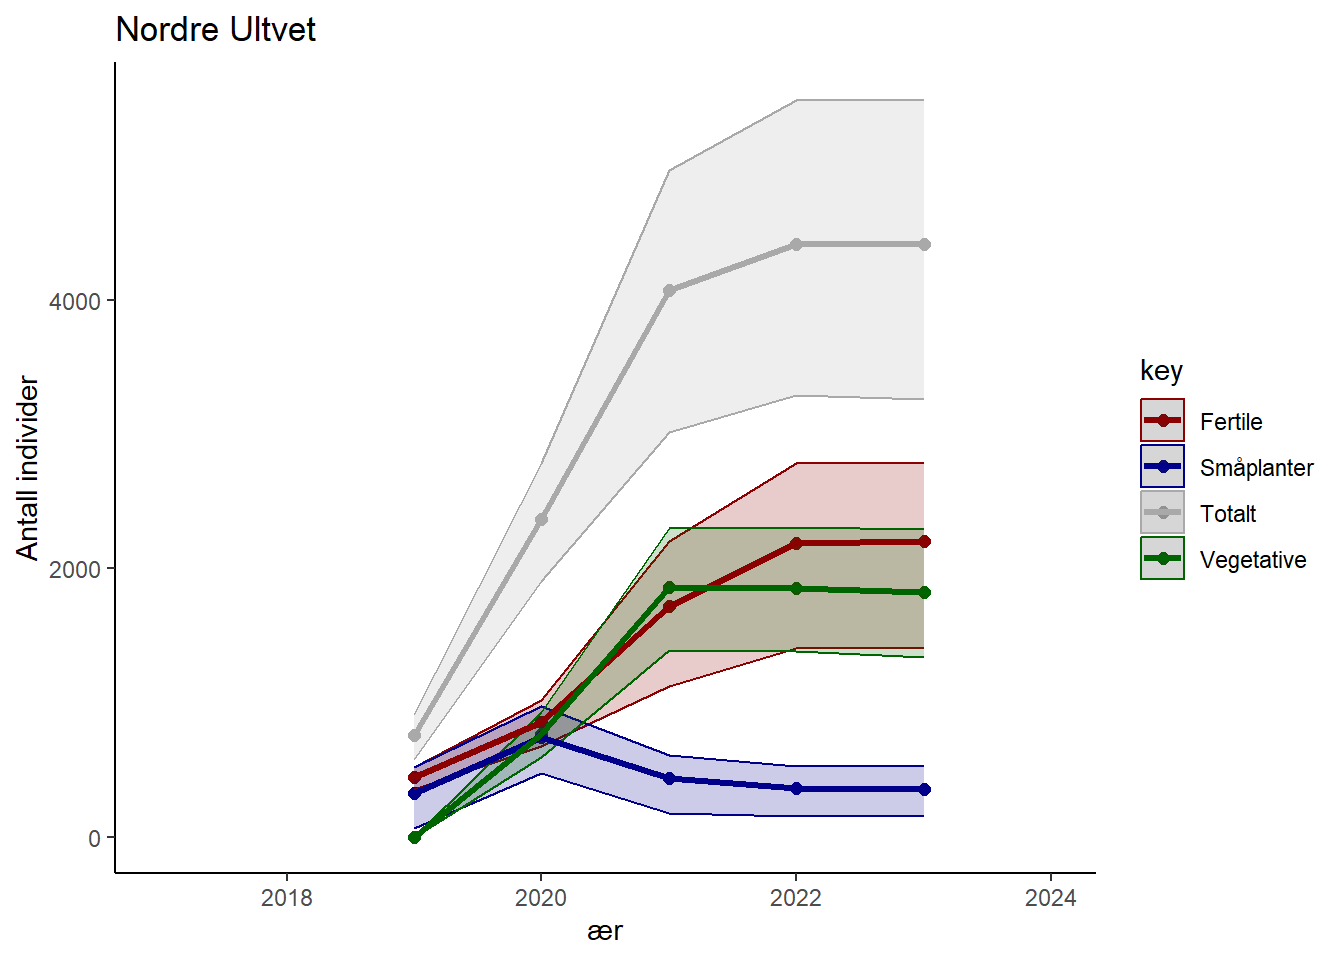 Nordre Ultvet
Antall individer
4000
2000
0
2018
2020
2022
2024
ær
key
Fertile
Småplanter
Totalt
Vegetative